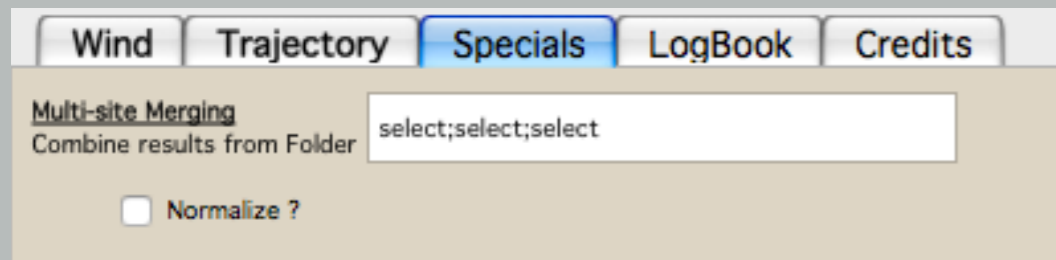 Wind Trajectory Specials LogBook Credits
Multi-site Merging
Combine results from Folder select;select;select
Normalize ?